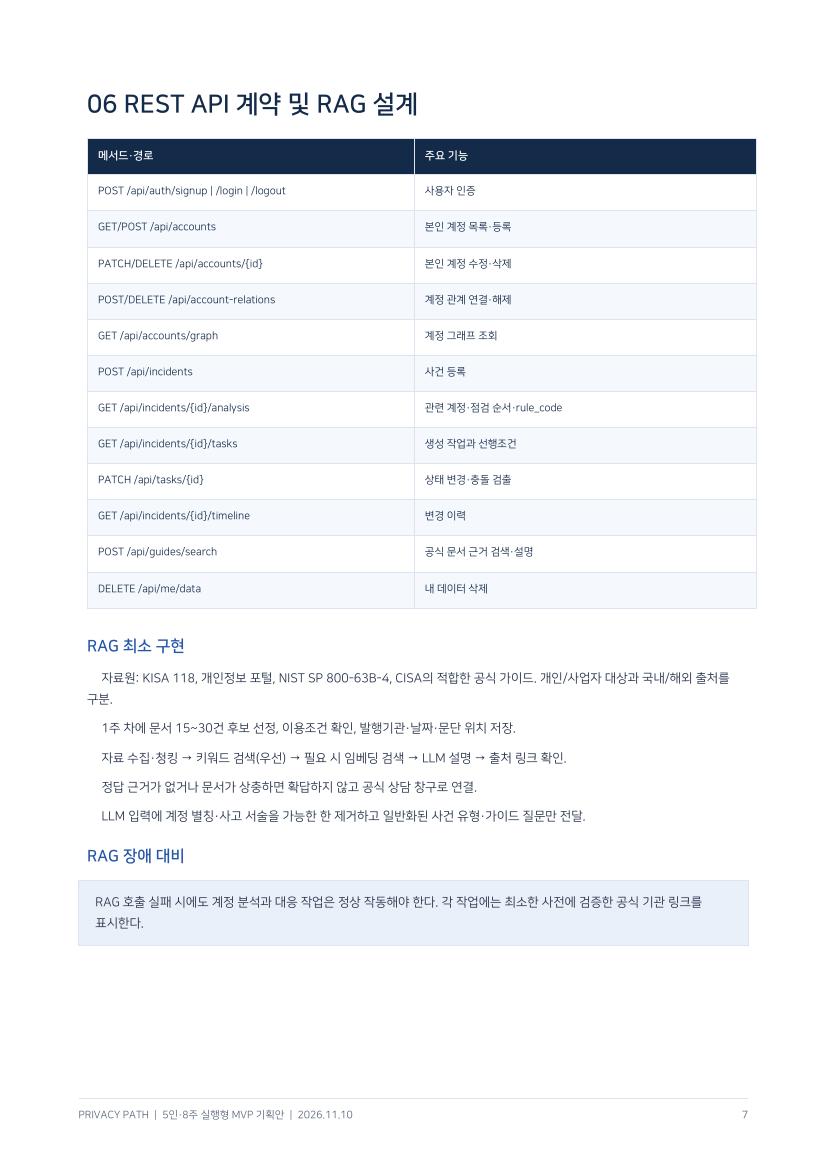 06 REST API 계약 및 RAG 설계
메서드·경로 주요 기능
POST /api/auth/signup | /login | /logout 사용자 인증
GET/POST /api/accounts 본인 계정 목록·등록
PATCH/DELETE /api/accounts/{id} 본인 계정 수정·삭제
POST/DELETE /api/account-relations 계정 관계 연결·해제
GET /api/accounts/graph 계정 그래프 조회
POST /api/incidents 사건 등록
GET /api/incidents/{id}/analysis 관련 계정·점검 순서·rule_code
GET /api/incidents/{id}/tasks 생성 작업과 선행조건
PATCH /api/tasks/{id} 상태 변경·충돌 검출
GET /api/incidents/{id}/timeline 변경 이력
POST /api/guides/search 공식 문서 근거 검색·설명
DELETE /api/me/data 내 데이터 삭제
RAG 최소 구현
자료원: KISA 118, 개인정보 포털, NIST SP 800-63B-4, CISA의 적합한 공식 가이드. 개인/사업자 대상과 국내/해외 출처를
구분.
1주 차에 문서 15~30건 후보 선정, 이용조건 확인, 발행기관·날짜·문단 위치 저장.
자료 수집·청킹 → 키워드 검색(우선) → 필요 시 임베딩 검색 → LLM 설명 → 출처 링크 확인.
정답 근거가 없거나 문서가 상충하면 확답하지 않고 공식 상담 창구로 연결.
LLM 입력에 계정 별칭·사고 서술을 가능한 한 제거하고 일반화된 사건 유형·가이드 질문만 전달.
RAG 장애 대비
RAG 호출 실패 시에도 계정 분석과 대응 작업은 정상 작동해야 한다. 각 작업에는 최소한 사전에 검증한 공식 기관 링크를
표시한다.
PRIVACY PATH | 5인·8주 실행형 MVP 기획안 | 2026.11.10 7